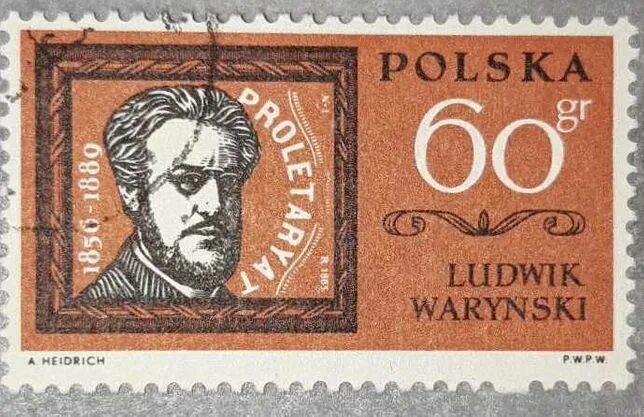 POLSKA
60 gr
LUDWIK
WARYNSKI
1856-1889
PROLETARYAT
A. HEIDRICH
P.W.P.W.